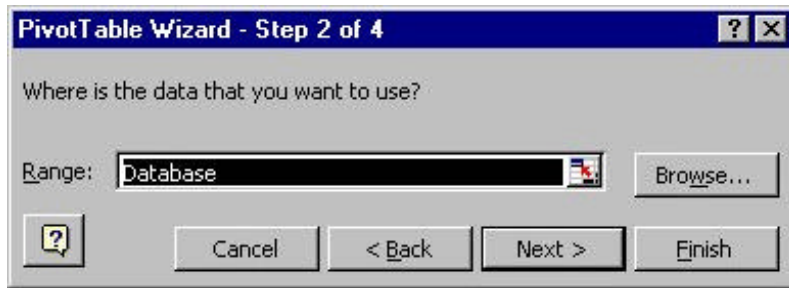 PivotTable Wizard - Step 2 of 4
Where is the data that you want to use?
Range: Database Browse...
Cancel < Back Next > Finish